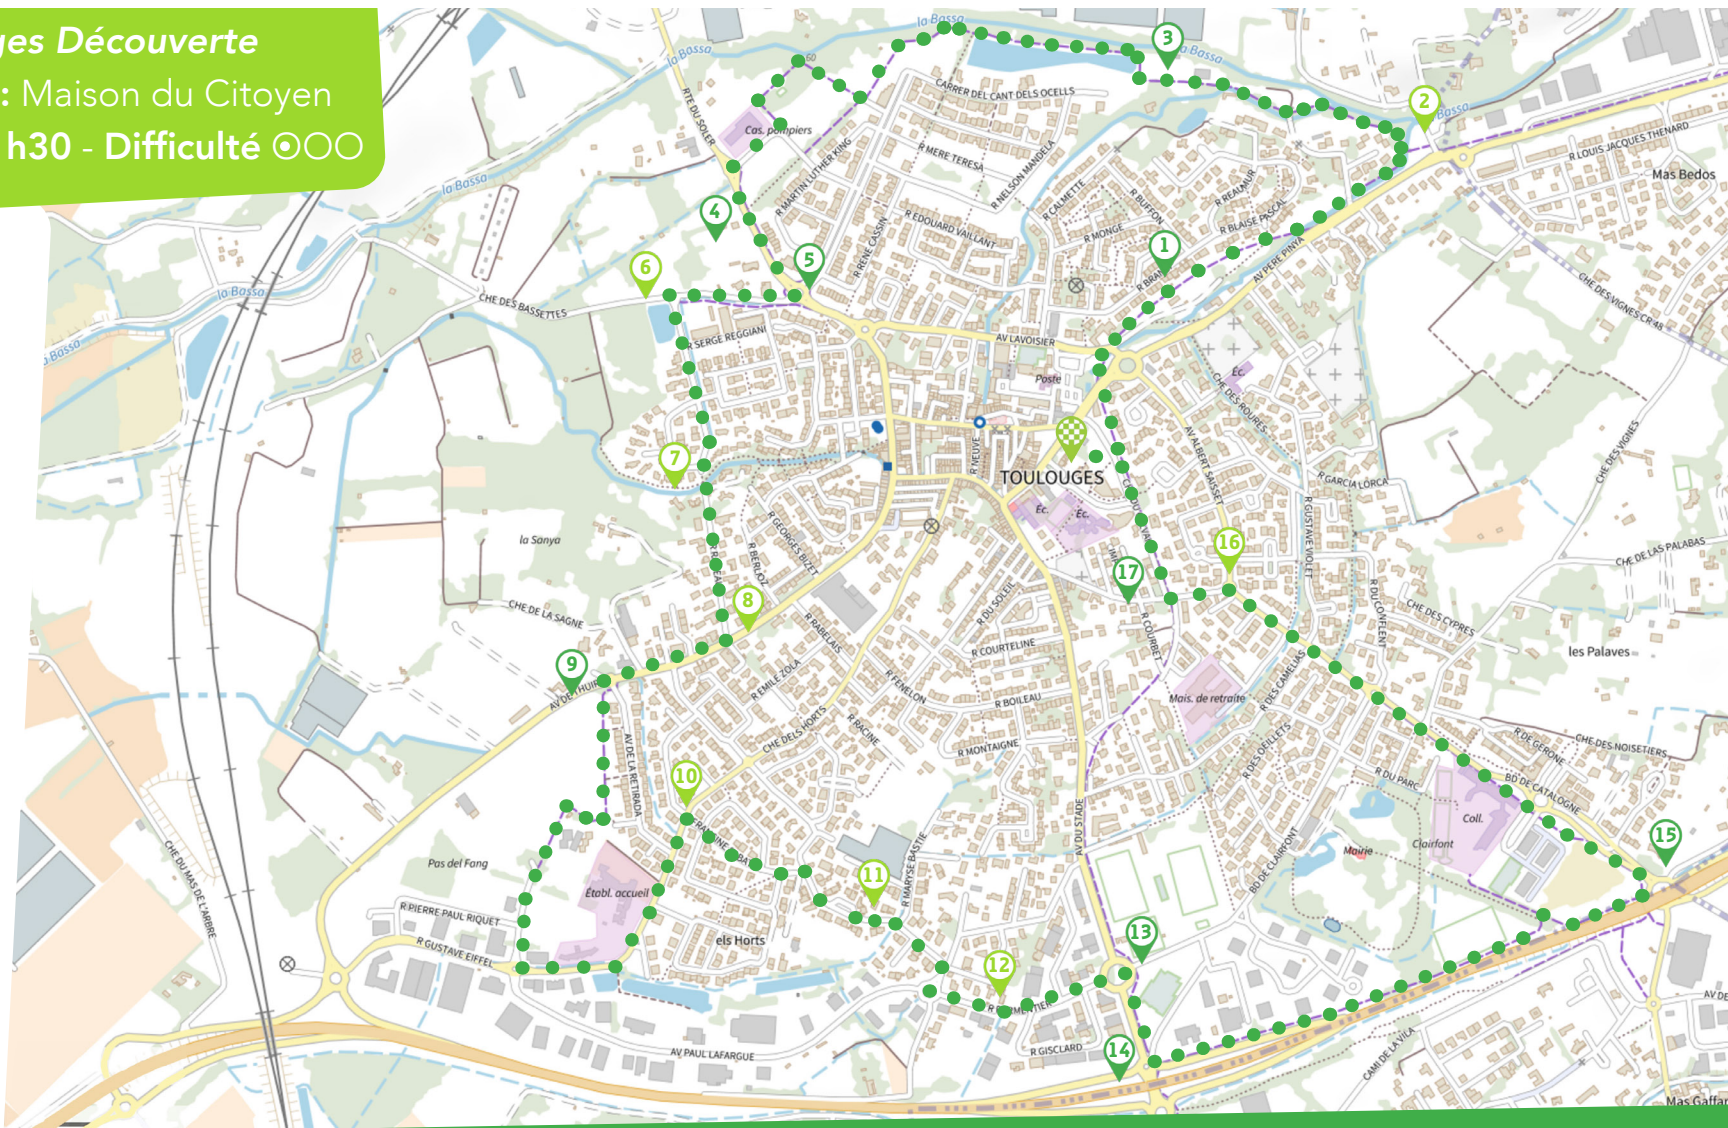 ges Découverte
: Maison du Citoyen
h30 - Difficulté
la Bassa
la Bassa
la Bassa
3
60
RTE DU SOLER
CARRER DEL CANT DELS OCELLS
2
Bassa
Cas. pompiers
R LOUIS JACQUES THENARD
R MERE TERESA
R NELSON MANDELA
Mas Bedos
R MARTIN LUTHER KING
la Bassa
R CALMETTE
R BUFFON
R REAUMUR
R BLAISE PASCAL
4
R EDOUARD VAILLANT
R MONGE
R RENE CASSIN
1
5
6
AV PERE PINYA
CHE DES VIGNES CR 48
la Bassa
CHE DES BASSETTES
R SERGE REGGIANI
AV LAVOISIER
Bassa
Poste
Éc.
CHE DES ROURES
AV ALBERT SAISSET
R NEUVE
CHE DES VIGNES
7
TOULOUGES
R GARCIA LORCA
Éc.
Éc.
R GUSTAVE VIOLET
la Sanya
R GEORGES BIZET
R BERLIOZ
16
CHE DE LAS PALABAS
17
R DU CONFLENT
8
CHE DE LA SAGNE
R DU SOLEIL
CHE DES CYPRES
R RABELAIS
R COURBET
R COURTELINE
les Palaves
9
R EMILE ZOLA
R FENELON
R DES CAMELIAS
AV DE THUIR
Mais. de retraite
R BOILEAU
CHE DELS HORTS
R RACINE
R MONTAIGNE
R DES OEILLETS
R DE GERONE
CHE DES NOISETIERS
AV DE LA RETIRADA
10
R DU PARC
BD DE CATALOGNE
AV DU STADE
Coll.
15
CHE DU MAS DE L'ARBRE
Pas del Fang
R MARYSE BASTIE
BD DE CLAIRFONT
Mairie
Clairfont
Établ. accueil
11
R PIERRE PAUL RIQUET
els Horts
13
R GUSTAVE EIFFEL
12
R GISCLARD
14
AV PAUL LAFARGUE
CAMI DE LA VILA
AV DE
Mas Gaffar